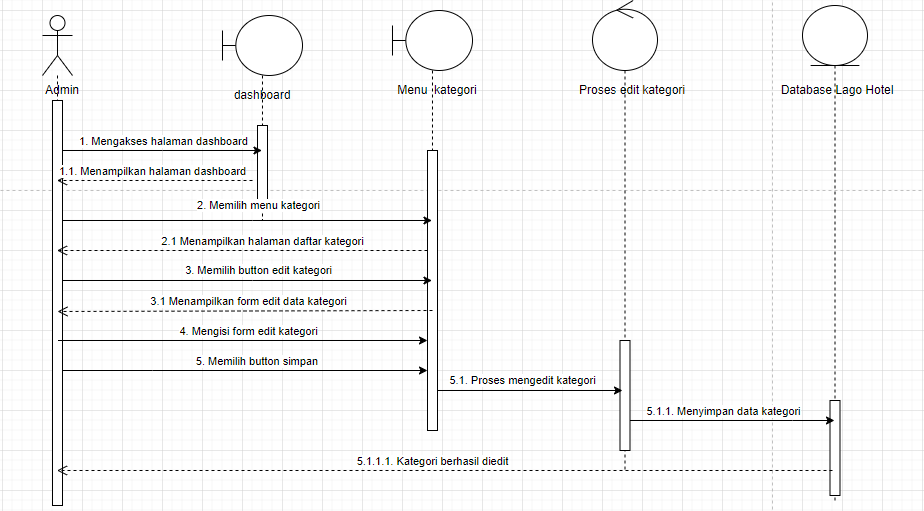 Admin
dashboard
Menu kategori
Proses edit kategori
Database Lago Hotel
1. Mengakses halaman dashboard
1.1. Menampilkan halaman dashboard
2. Memilih menu kategori
2.1 Menampilkan halaman daftar kategori
3. Memilih button edit kategori
3.1 Menampilkan form edit data kategori
4. Mengisi form edit kategori
5. Memilih button simpan
5.1. Proses mengedit kategori
5.1.1. Menyimpan data kategori
5.1.1.1. Kategori berhasil diedit